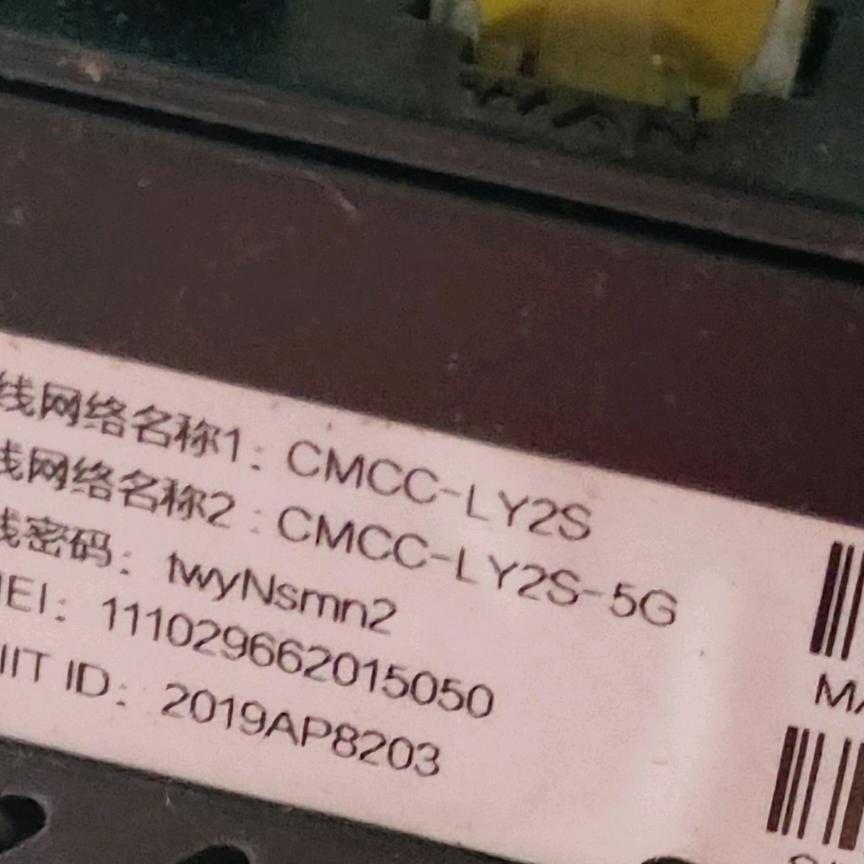 线网络名称1: CMCC-LY2S
线网络名称2: CMCC-LY2S-5G
线密码: twyNsmn2
MEI: 111029662015050
IIT ID: 2019AP8203
MA